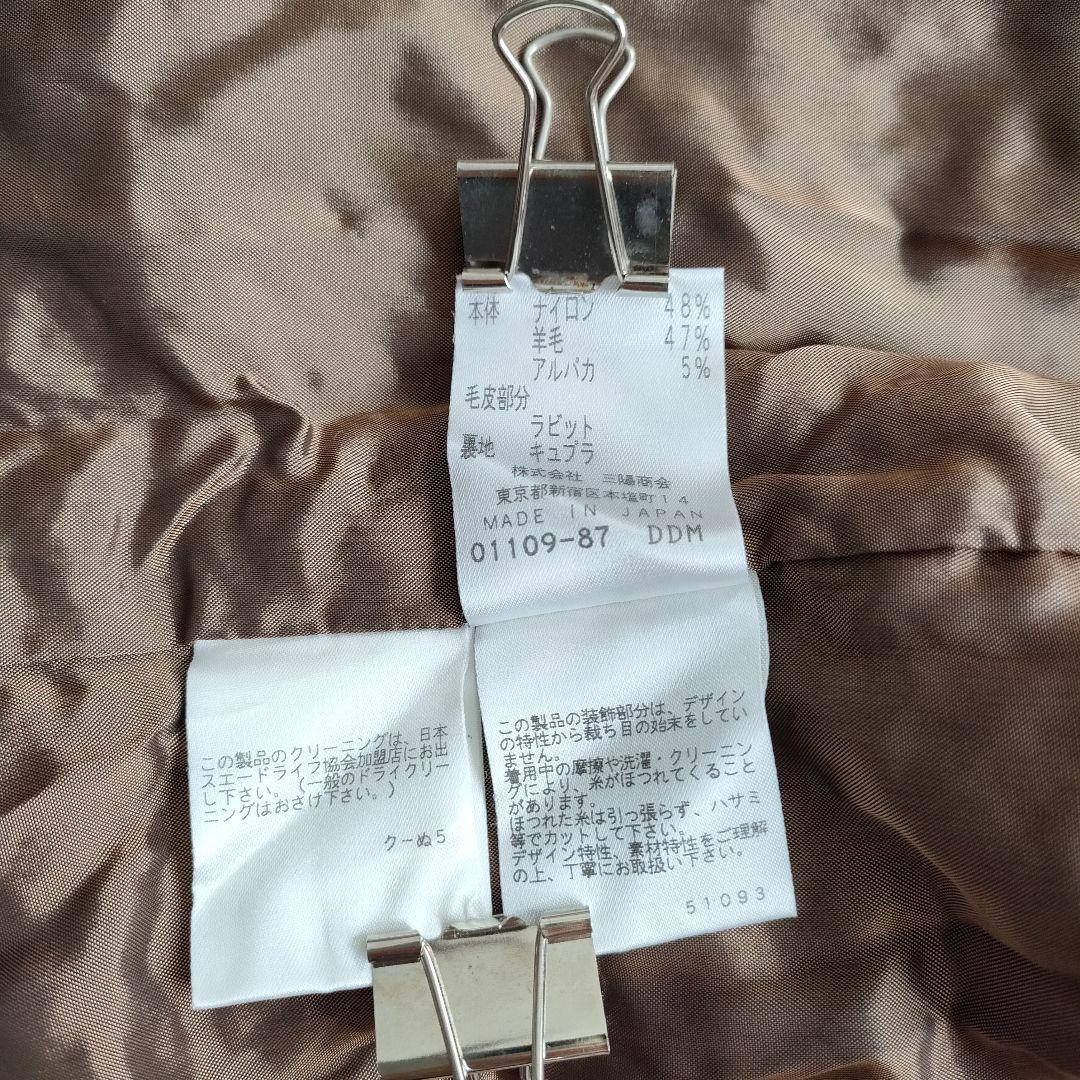 本体 ナイロン 48%
羊毛 47%
アルパカ 5%
毛皮部分
ラビット
裏地 キュプラ
株式会社 三陽商会
東京都新宿区本塩町14
MADE IN JAPAN
01109-87 DDM
この製品のクリーニングは、日本
スエードライフ協会加盟店にお出
し下さい。(一般のドライクリー
ニングはおさけ下さい。)
クーぬ5
この製品の装飾部分は、デザイン
の特性から裁ち目の始末をしてい
ません。
着用中の摩擦や洗濯・クリーニン
グにより、糸がほつれてくること
があります。
ほつれた糸は引っ張らず、ハサミ
等でカットして下さい。
デザイン特性、素材特性をご理解
の上、丁寧にお取扱い下さい。
51093